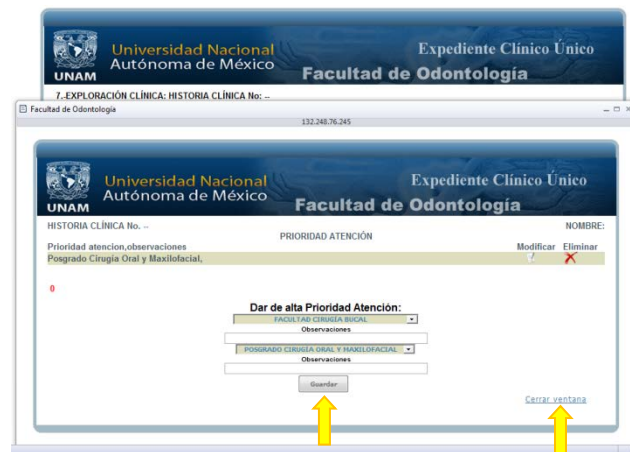 Universidad Nacional
Autónoma de México
Expediente Clínico Único
Facultad de Odontología
UNAM
7.-EXPLORACIÓN CLÍNICA: HISTORIA CLÍNICA No: --
Facultad de Odontología
132.248.76.245
Universidad Nacional
Autónoma de México
Expediente Clínico Único
Facultad de Odontología
UNAM
HISTORIA CLÍNICA No. -- NOMBRE:
PRIORIDAD ATENCIÓN
Prioridad atencion,observaciones Modificar Eliminar
Posgrado Cirugía Oral y Maxilofacial,
0
Dar de alta Prioridad Atención:
FACULTAD CIRUGÍA BUCAL
Observaciones
POSGRADO CIRUGÍA ORAL Y MAXILOFACIAL
Observaciones
Guardar
Cerrar ventana